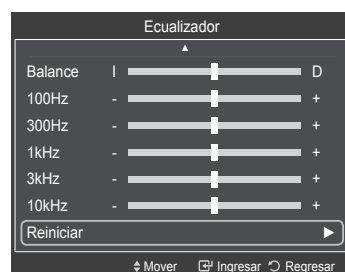 Ecualizador
▲
Balance I D
100Hz - +
300Hz - +
1kHz - +
3kHz - +
10kHz - +
Reiniciar ►
Mover Ingresar Regresar